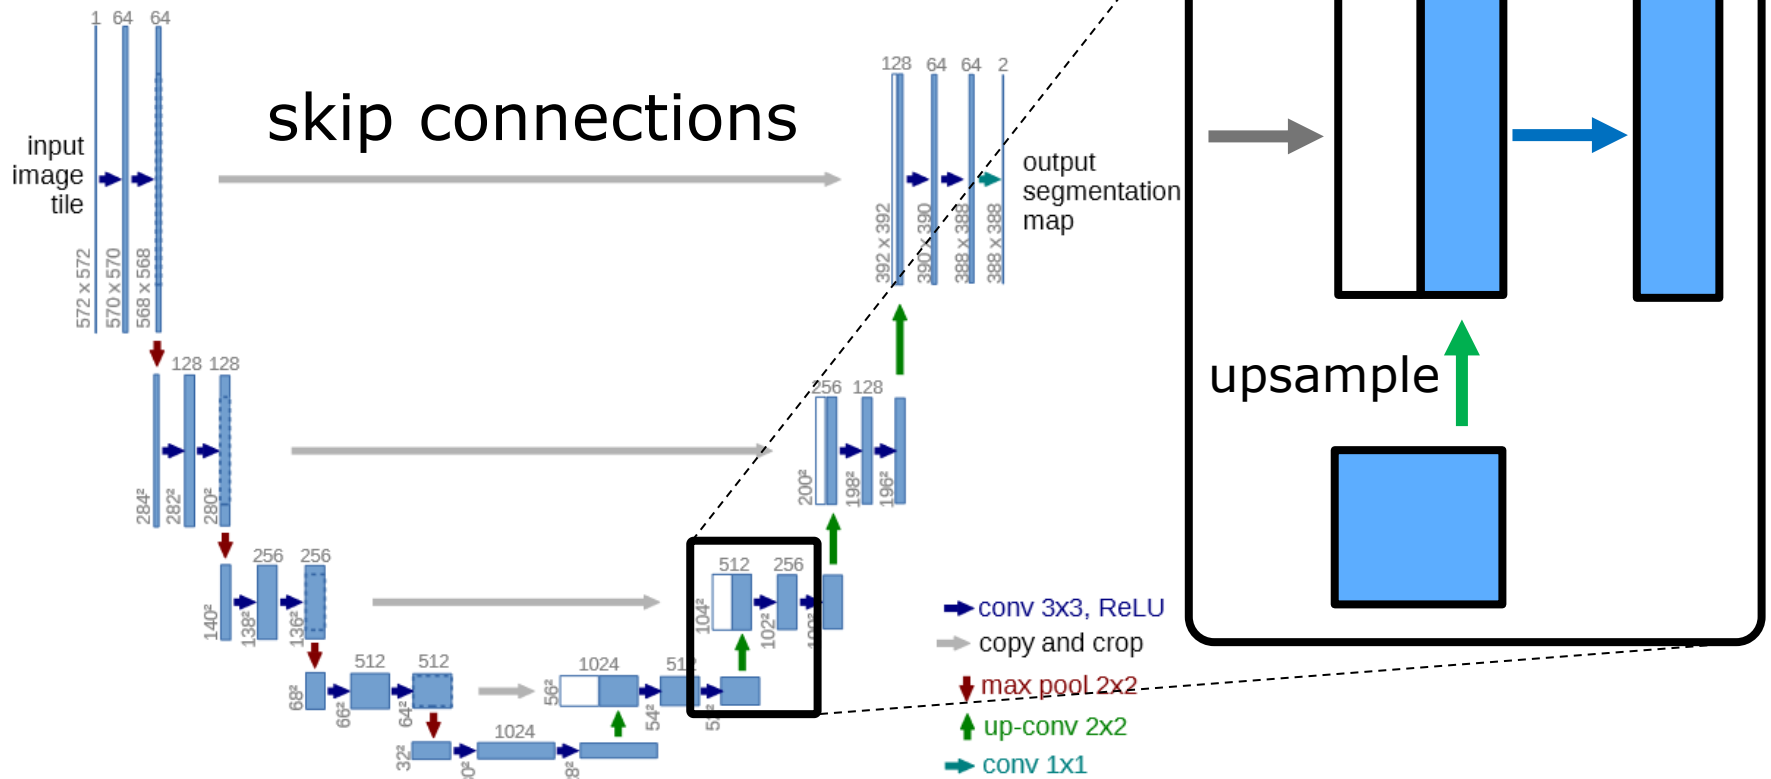 1 64 64
skip connections
input
image
tile
572 x 572
570 x 570
568 x 568
128 64 64 2
392 x 392
390 x 390
388 x 388
388 x 388
output
segmentation
map
128 128
284²
282²
280²
256 128
200²
198²
196²
upsample
256 256
140²
138²
136²
512 256
104²
102²
512 512
68²
66²
64²
1024 512
56²
54²
1024
32²
conv 3x3, ReLU
copy and crop
max pool 2x2
up-conv 2x2
conv 1x1